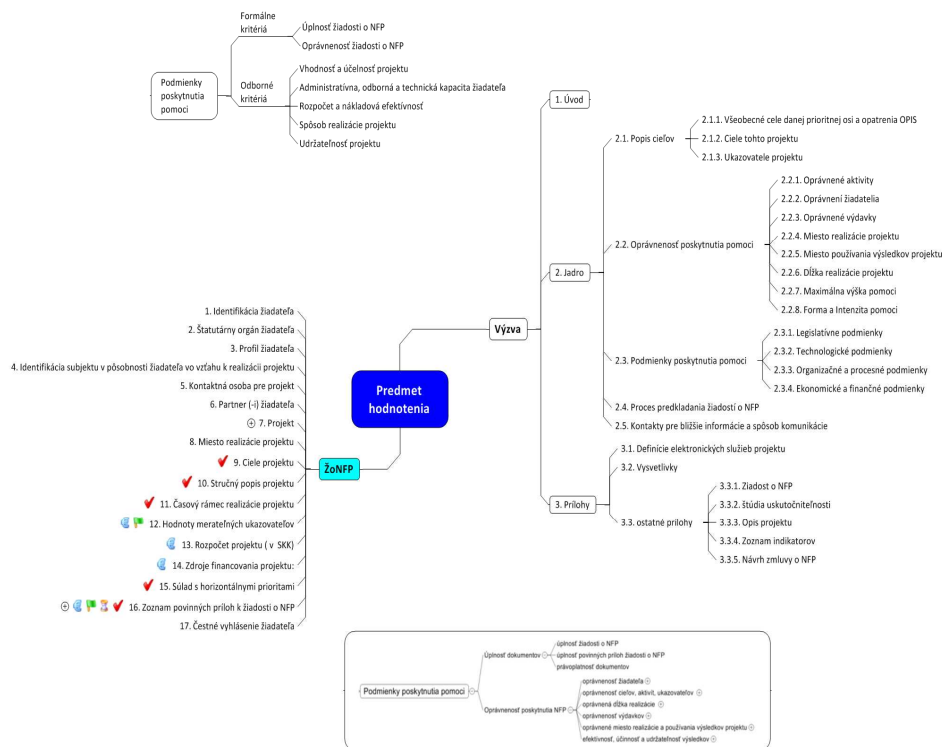 Podmienky
poskytnutia
pomoci
Formálne
kritériá
Úplnosť žiadosti o NFP
Oprávnenosť žiadosti o NFP
Odborné
kritériá
Vhodnosť a účelnosť projektu
Administratívna, odborná a technická kapacita žiadateľa
Rozpočet a nákladová efektívnosť
Spôsob realizácie projektu
Udržateľnosť projektu
Predmet
hodnotenia
Výzva
1. Úvod
2. Jadro
2.1. Popis cieľov
2.1.1. Všeobecné cele danej prioritnej osi a opatrenia OPIS
2.1.2. Ciele tohto projektu
2.1.3. Ukazovatele projektu
2.2. Oprávnenosť poskytnutia pomoci
2.2.1. Oprávnené aktivity
2.2.2. Oprávnení žiadatelia
2.2.3. Oprávnené výdavky
2.2.4. Miesto realizácie projektu
2.2.5. Miesto používania výsledkov projektu
2.2.6. Dĺžka realizácie projektu
2.2.7. Maximálna výška pomoci
2.2.8. Forma a Intenzita pomoci
2.3. Podmienky poskytnutia pomoci
2.3.1. Legislatívne podmienky
2.3.2. Technologické podmienky
2.3.3. Organizačné a procesné podmienky
2.3.4. Ekonomické a finančné podmienky
2.4. Proces predkladania žiadostí o NFP
2.5. Kontakty pre bližšie informácie a spôsob komunikácie
3. Prílohy
3.1. Definície elektronických služieb projektu
3.2. Vysvetlivky
3.3. ostatné prilohy
3.3.1. Ziadost o NFP
3.3.2. štúdia uskutočniteľnosti
3.3.3. Opis projektu
3.3.4. Zoznam indikatorov
3.3.5. Návrh zmluvy o NFP
ŽoNFP
1. Identifikácia žiadateľa
2. Štatutárny orgán žiadateľa
3. Profil žiadateľa
4. Identifikácia subjektu v pôsobnosti žiadateľa vo vzťahu k realizácii projektu
5. Kontaktná osoba pre projekt
6. Partner (-i) žiadateľa
7. Projekt
8. Miesto realizácie projektu
9. Ciele projektu
10. Stručný popis projektu
11. Časový rámec realizácie projektu
12. Hodnoty merateľných ukazovateľov
13. Rozpočet projektu ( v SKK)
14. Zdroje financovania projektu:
15. Súlad s horizontálnymi prioritami
16. Zoznam povinných príloh k žiadosti o NFP
17. Čestné vyhlásenie žiadateľa
Podmienky poskytnutia pomoci
Úplnosť dokumentov
úplnosť žiadosti o NFP
úplnosť povinných príloh žiadosti o NFP
právoplatnosť dokumentov
Oprávnenosť poskytnutia NFP
oprávnenosť žiadateľa
oprávnenosť cieľov, aktivít, ukazovateľov
oprávnená dĺžka realizácie
oprávnenosť výdavkov
oprávnené miesto realizácie a používania výsledkov projektu
efektívnosť, účinnosť a udržateľnosť výsledkov